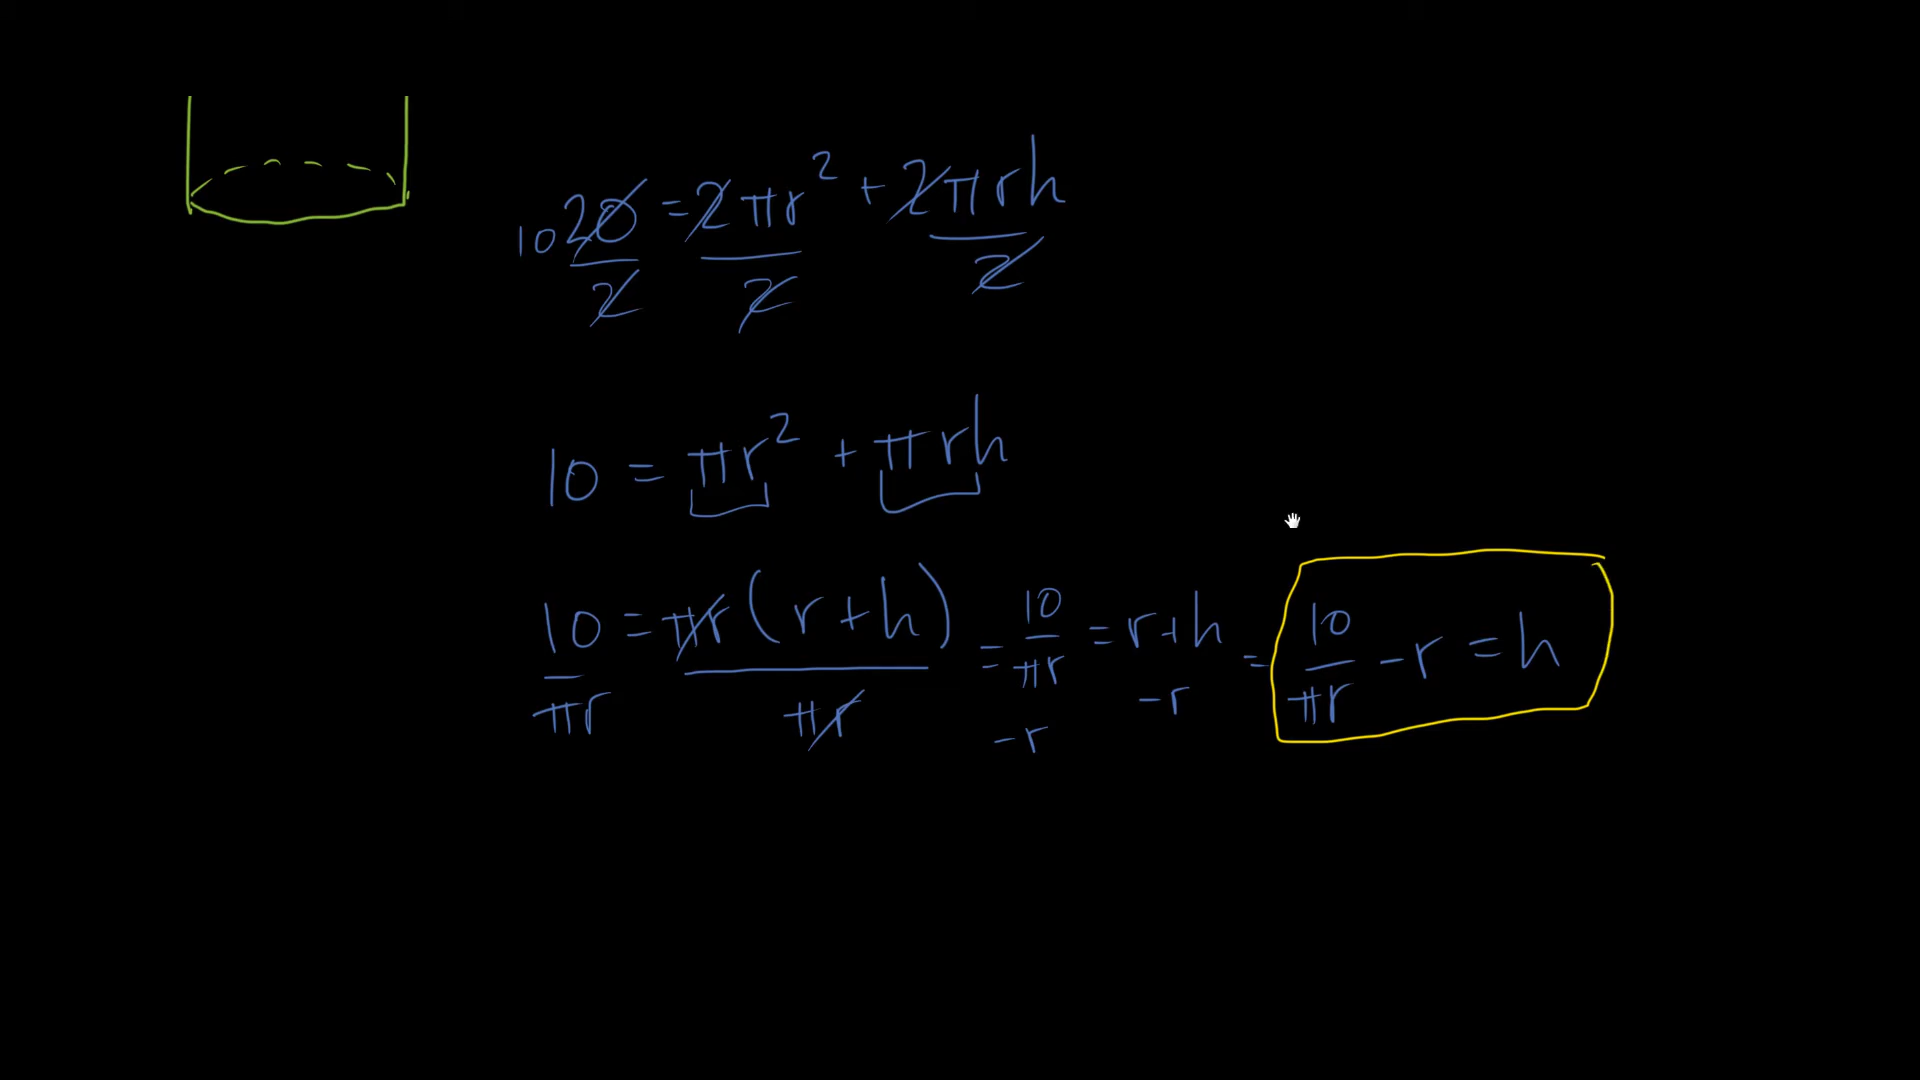 10 20/2 = 2πr²/2 + 2πrh/2
10 = πr² + πrh
10/πr = πr(r+h)/πr = 10/πr = r+h = 10/πr - r = h
-r -r